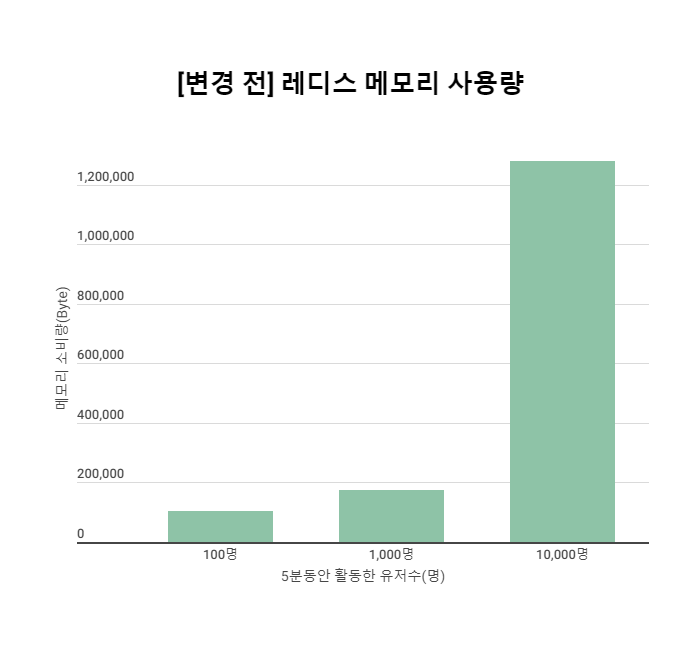 [변경 전] 레디스 메모리 사용량
1,200,000
1,000,000
800,000
600,000
400,000
200,000
0
메모리 소비량(Byte)
100명
1,000명
10,000명
5분동안 활동한 유저수(명)